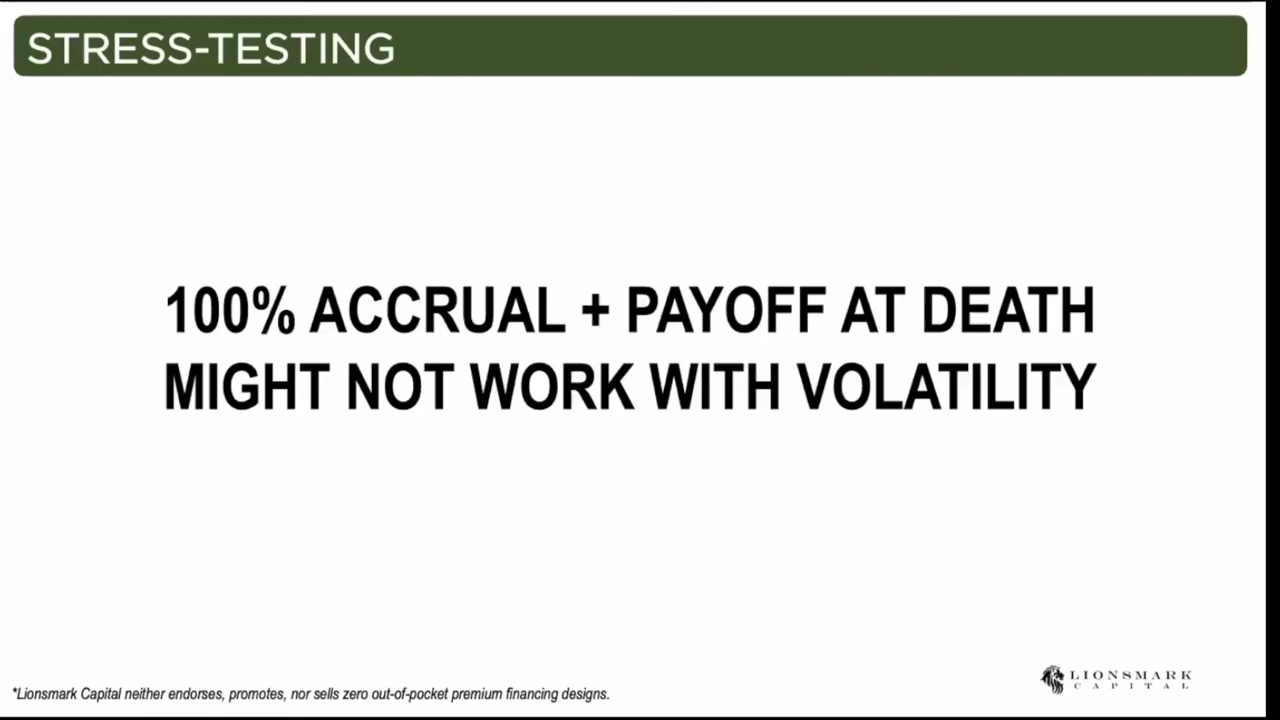 STRESS-TESTING
100% ACCRUAL + PAYOFF AT DEATH
MIGHT NOT WORK WITH VOLATILITY
*Lionsmark Capital neither endorses, promotes, nor sells zero out-of-pocket premium financing designs.
LIONSMARK
CAPITAL